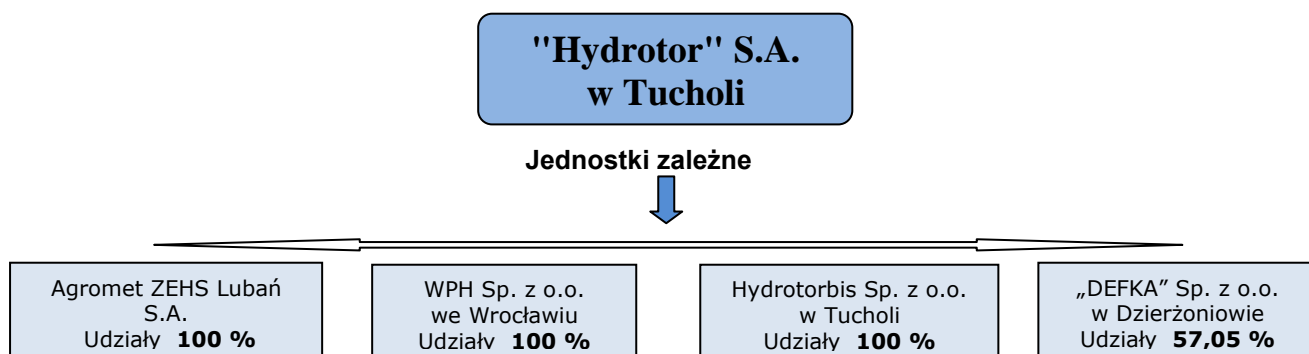 "Hydrotor" S.A.
w Tucholi
Jednostki zależne
Agromet ZEHS Lubań
S.A.
Udziały 100 %
WPH Sp. z o.o.
we Wrocławiu
Udziały 100 %
Hydrotorbis Sp. z o.o.
w Tucholi
Udziały 100 %
„DEFKA” Sp. z o.o.
w Dzierżoniowie
Udziały 57,05 %